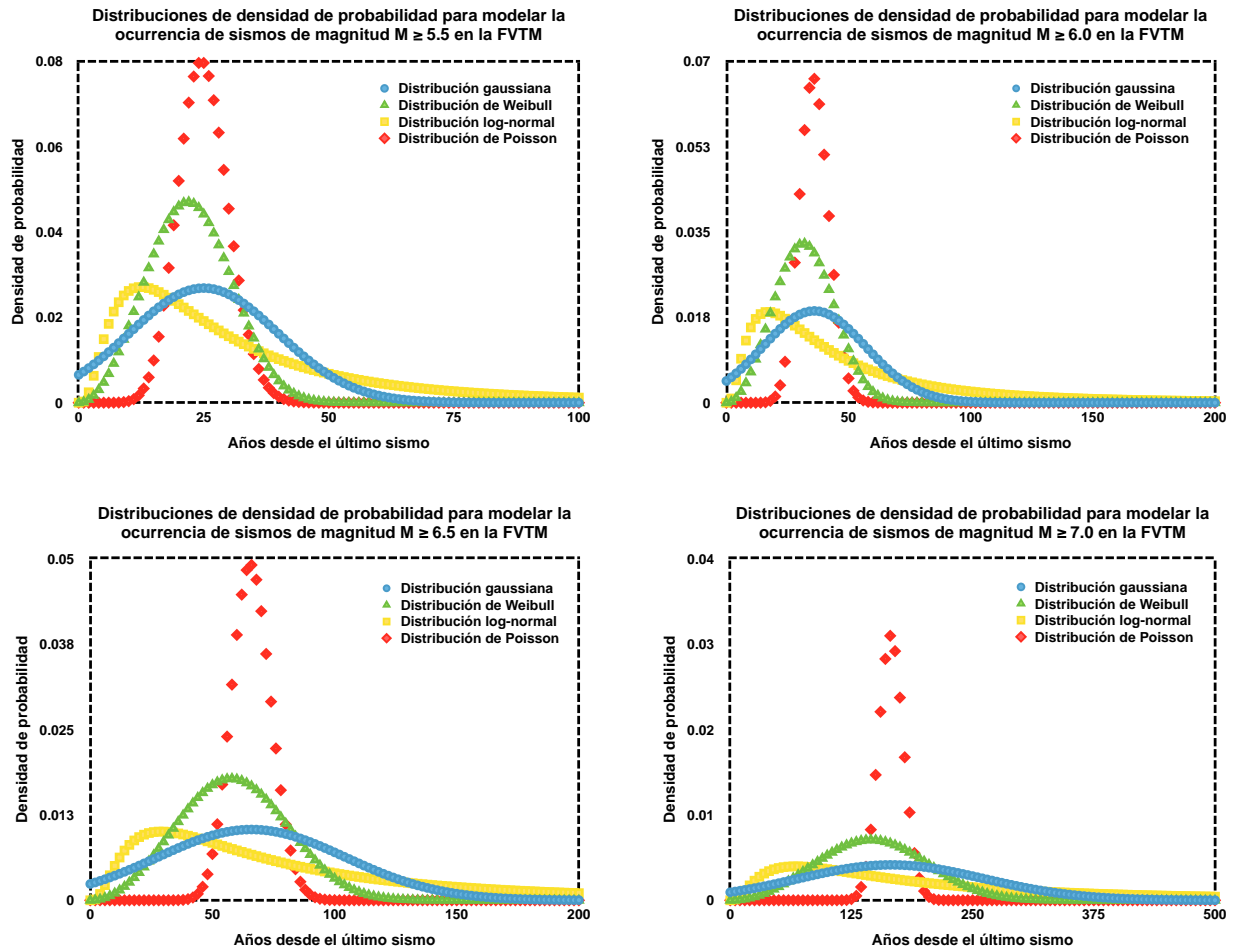 Distribuciones de densidad de probabilidad para modelar la
ocurrencia de sismos de magnitud M ≥ 5.5 en la FVTM
0.08
0.06
0.04
0.02
0
Densidad de probabilidad
Distribución gaussiana
Distribución de Weibull
Distribución log-normal
Distribución de Poisson
0 25 50 75 100
Años desde el último sismo
Distribuciones de densidad de probabilidad para modelar la
ocurrencia de sismos de magnitud M ≥ 6.0 en la FVTM
0.07
0.053
0.035
0.018
0
Densidad de probabilidad
Distribución gaussina
Distribución de Weibull
Distribución log-normal
Distribución de Poisson
0 50 100 150 200
Años desde el último sismo
Distribuciones de densidad de probabilidad para modelar la
ocurrencia de sismos de magnitud M ≥ 6.5 en la FVTM
0.05
0.038
0.025
0.013
0
Densidad de probabilidad
Distribución gaussiana
Distribución de Weibull
Distribución log-normal
Distribución de Poisson
0 50 100 150 200
Años desde el último sismo
Distribuciones de densidad de probabilidad para modelar la
ocurrencia de sismos de magnitud M ≥ 7.0 en la FVTM
0.04
0.03
0.02
0.01
0
Densidad de probabilidad
Distribución gaussiana
Distribución de Weibull
Distribución log-normal
Distribución de Poisson
0 125 250 375 500
Años desde el último sismo